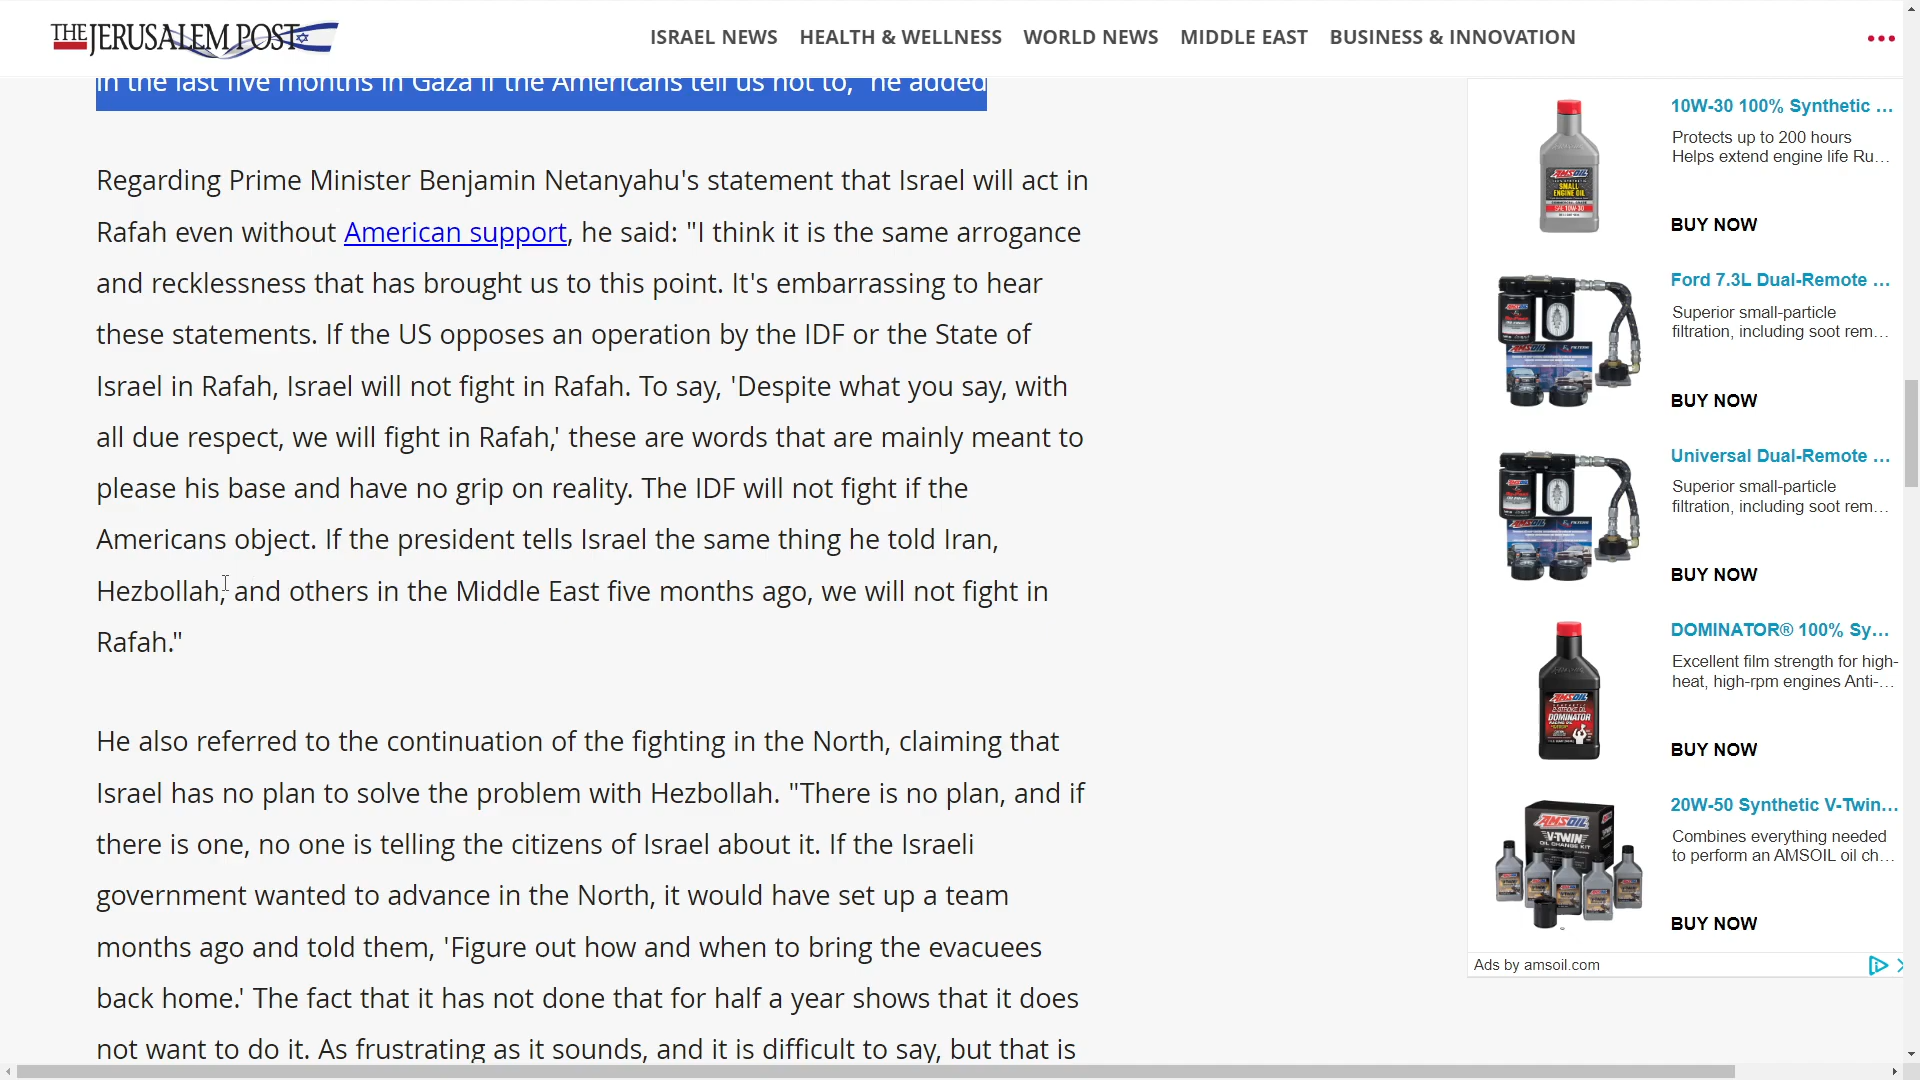 THE JERUSALEM POST
ISRAEL NEWS HEALTH & WELLNESS WORLD NEWS MIDDLE EAST BUSINESS & INNOVATION
in the last five months in Gaza if the Americans tell us not to," he added
Regarding Prime Minister Benjamin Netanyahu's statement that Israel will act in
Rafah even without American support, he said: "I think it is the same arrogance
and recklessness that has brought us to this point. It's embarrassing to hear
these statements. If the US opposes an operation by the IDF or the State of
Israel in Rafah, Israel will not fight in Rafah. To say, 'Despite what you say, with
all due respect, we will fight in Rafah,' these are words that are mainly meant to
please his base and have no grip on reality. The IDF will not fight if the
Americans object. If the president tells Israel the same thing he told Iran,
Hezbollah, and others in the Middle East five months ago, we will not fight in
Rafah."
He also referred to the continuation of the fighting in the North, claiming that
Israel has no plan to solve the problem with Hezbollah. "There is no plan, and if
there is one, no one is telling the citizens of Israel about it. If the Israeli
government wanted to advance in the North, it would have set up a team
months ago and told them, 'Figure out how and when to bring the evacuees
back home.' The fact that it has not done that for half a year shows that it does
not want to do it. As frustrating as it sounds, and it is difficult to say, but that is
AMSOIL
SMALL
ENGINE OIL
10W-30 100% Synthetic ...
Protects up to 200 hours
Helps extend engine life Ru...
BUY NOW
AMSOIL
Ford 7.3L Dual-Remote ...
Superior small-particle
filtration, including soot rem...
BUY NOW
AMSOIL
Universal Dual-Remote ...
Superior small-particle
filtration, including soot rem...
BUY NOW
AMSOIL
DOMINATOR
DOMINATOR® 100% Sy...
Excellent film strength for high-
heat, high-rpm engines Anti-...
BUY NOW
AMSOIL
V-TWIN
OIL CHANGE KIT
20W-50 Synthetic V-Twin...
Combines everything needed
to perform an AMSOIL oil ch...
BUY NOW
Ads by amsoil.com